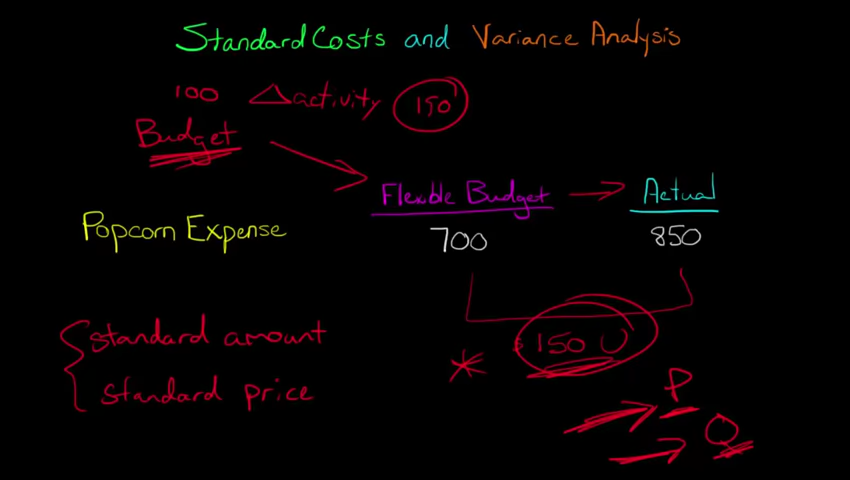 Standard Costs and Variance Analysis
100 △activity 150
Budget
Flexible Budget → Actual
Popcorn Expense 700 850
standard amount
$150 U
* P
standard price
Q